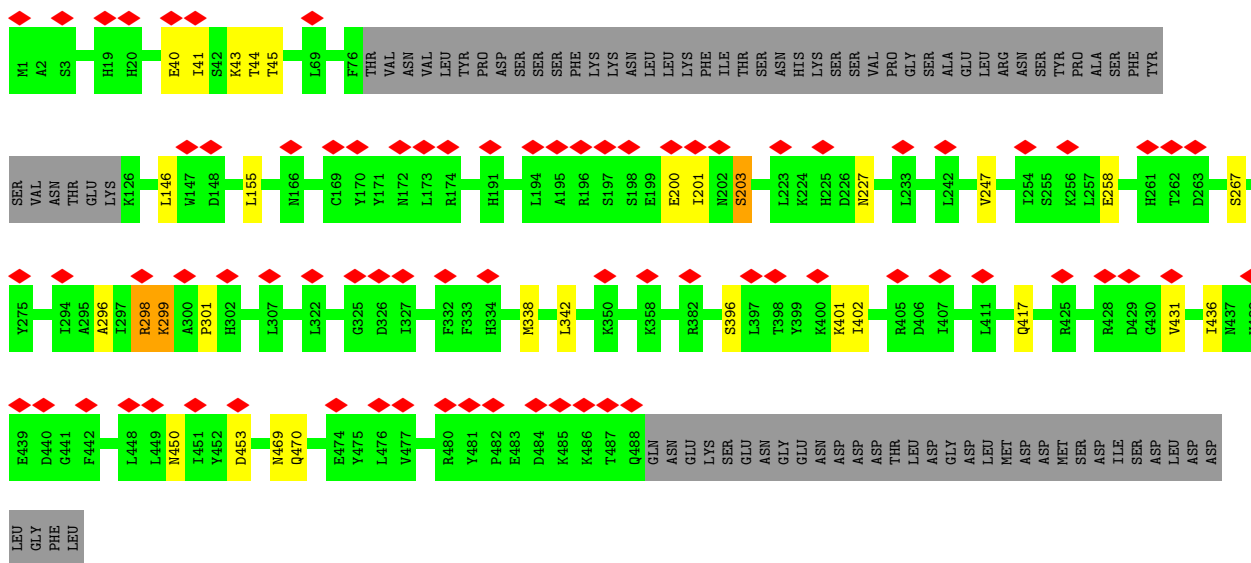 M1 A2 S3 H19 H20 E40 I41 S42 K43 T44 T45 L69 F76 THR VAL ASN VAL LEU TYR PRO ASP SER SER SER PHE LYS LYS ASN LEU LEU LYS PHE ILE THR SER ASN HIS LYS SER SER VAL PRO GLY SER ALA GLU LEU ARG ASN SER TYR PRO ALA SER PHE TYR
SER VAL ASN THR GLU LYS K126 L146 W147 D148 L155 N166 C169 Y170 Y171 N172 L173 R174 H191 L194 A195 R196 S197 S198 E199 E200 I201 N202 S203 L223 K224 H225 D226 N227 L233 L242 V247 I254 S255 K256 L257 E258 H261 T262 D263 S267
Y275 I294 A295 A296 I297 R298 K299 A300 P301 H302 L307 L322 G325 D326 I327 F332 F333 H334 M338 L342 K350 K358 R382 S396 L397 T398 Y399 K400 K401 I402 R405 D406 I407 L411 Q417 R425 R428 D429 G430 V431 I436 N437
E439 D440 G441 F442 L448 L449 N450 I451 Y452 D453 N469 Q470 E474 Y475 L476 V477 R480 Y481 P482 E483 D484 K485 K486 T487 Q488 GLN ASN GLU LYS SER GLU ASN GLY GLU ASN ASP ASP ASP THR LEU ASP GLY ASP LEU MET ASP ASP MET SER ASP ILE SER ASP LEU ASP ASP
LEU GLY PHE LEU